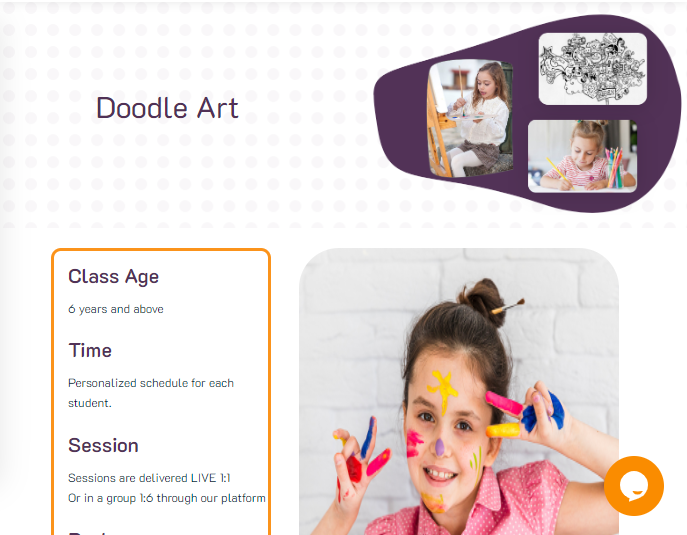 Doodle Art
Class Age
6 years and above
Time
Personalized schedule for each
student.
Session
Sessions are delivered LIVE 1:1
Or in a group 1:6 through our platform